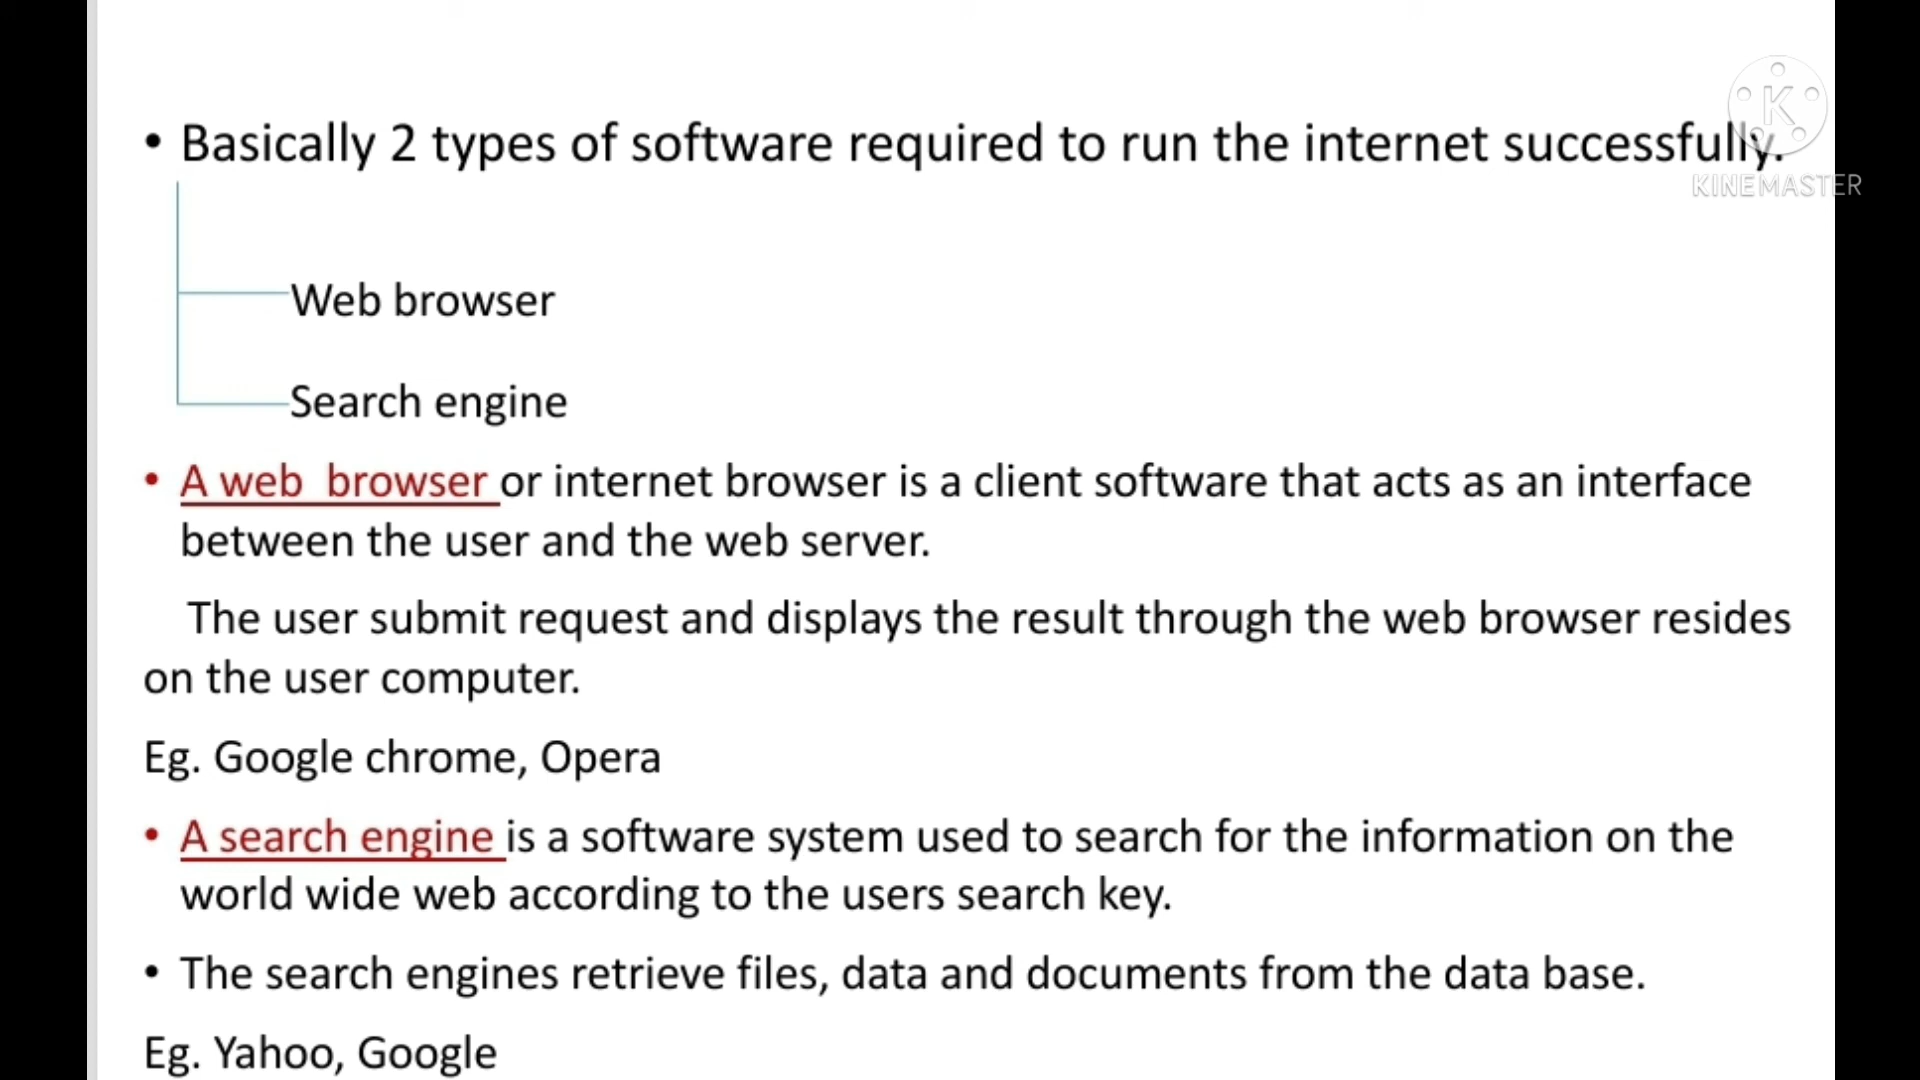 • Basically 2 types of software required to run the internet successfully.
K
KINEMASTER
Web browser
Search engine
• A web  browser or internet browser is a client software that acts as an interface
between the user and the web server.
The user submit request and displays the result through the web browser resides
on the user computer.
Eg. Google chrome, Opera
• A search engine is a software system used to search for the information on the
world wide web according to the users search key.
• The search engines retrieve files, data and documents from the data base.
Eg. Yahoo, Google